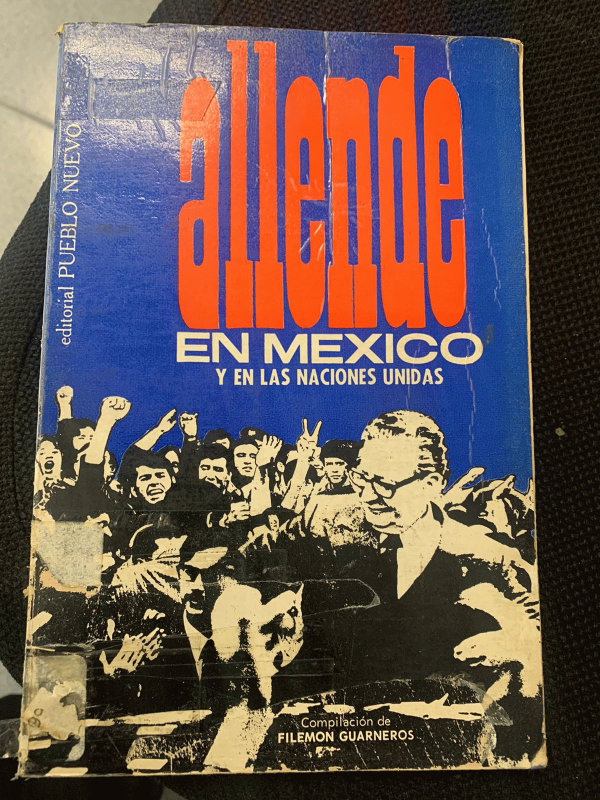 allende
EN MEXICO
Y EN LAS NACIONES UNIDAS
editorial PUEBLO NUEVO
Compilación de
FILEMON GUARNEROS